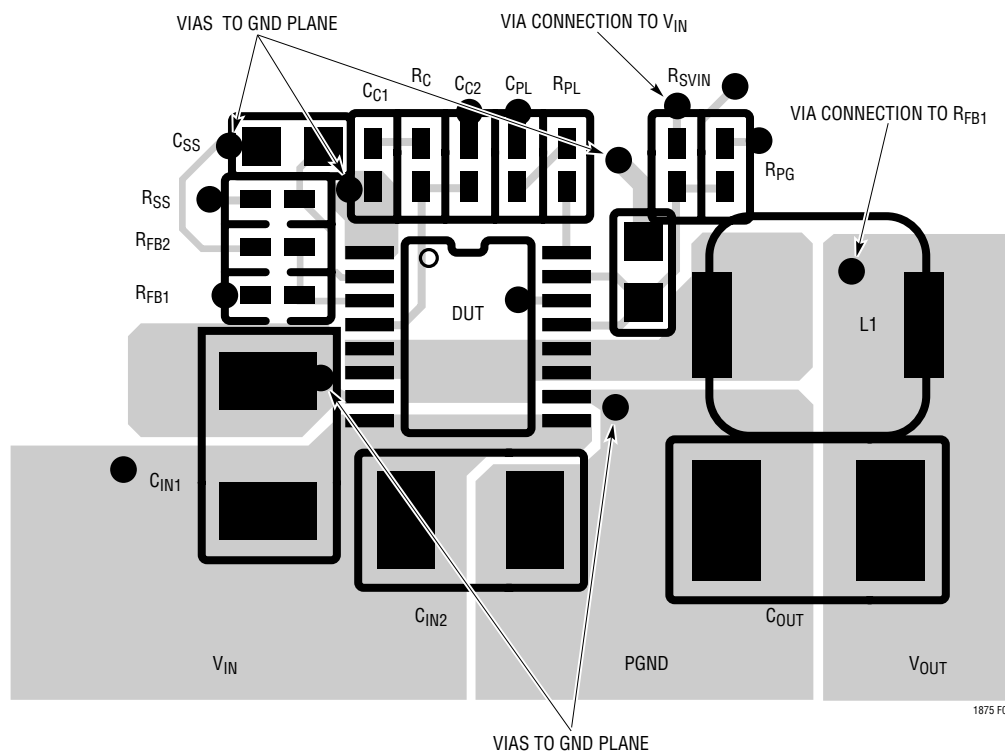 VIAS TO GND PLANE
VIA CONNECTION TO VIN
CC1
RC
CC2
CPL
RPL
RSVIN
VIA CONNECTION TO RFB1
CSS
RPG
RSS
RFB2
RFB1
DUT
L1
CIN1
CIN2
COUT
VIN
PGND
VOUT
1875
VIAS TO GND PLANE